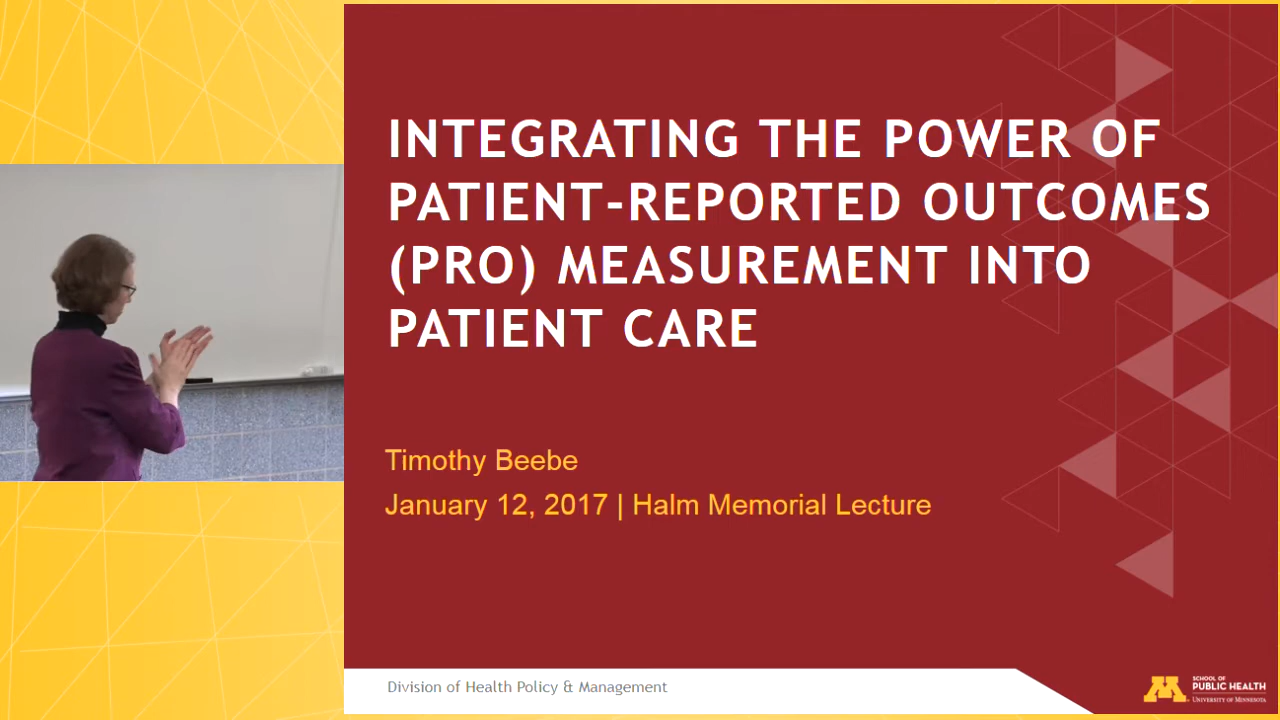 INTEGRATING THE POWER OF
PATIENT-REPORTED OUTCOMES
(PRO) MEASUREMENT INTO
PATIENT CARE
Timothy Beebe
January 12, 2017 | Halm Memorial Lecture
Division of Health Policy & Management
M
SCHOOL OF
PUBLIC HEALTH
UNIVERSITY OF MINNESOTA